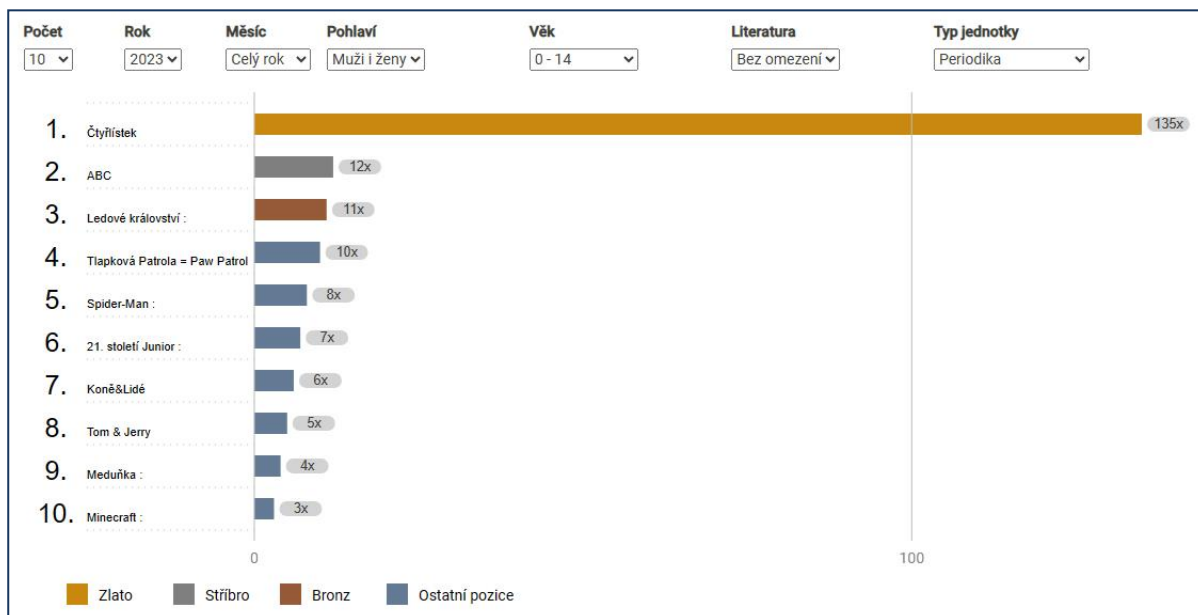 Počet Rok Měsíc Pohlaví Věk Literatura Typ jednotky
10 2023 Celý rok Muži i ženy 0 - 14 Bez omezení Periodika
1. Čtyřlístek 135x
2. ABC 12x
3. Ledové království : 11x
4. Tlapková Patrola = Paw Patrol 10x
5. Spider-Man : 8x
6. 21. století Junior : 7x
7. Koně&Lidé 6x
8. Tom & Jerry 5x
9. Meduňka : 4x
10. Minecraft : 3x
0 100
Zlato Stříbro Bronz Ostatní pozice